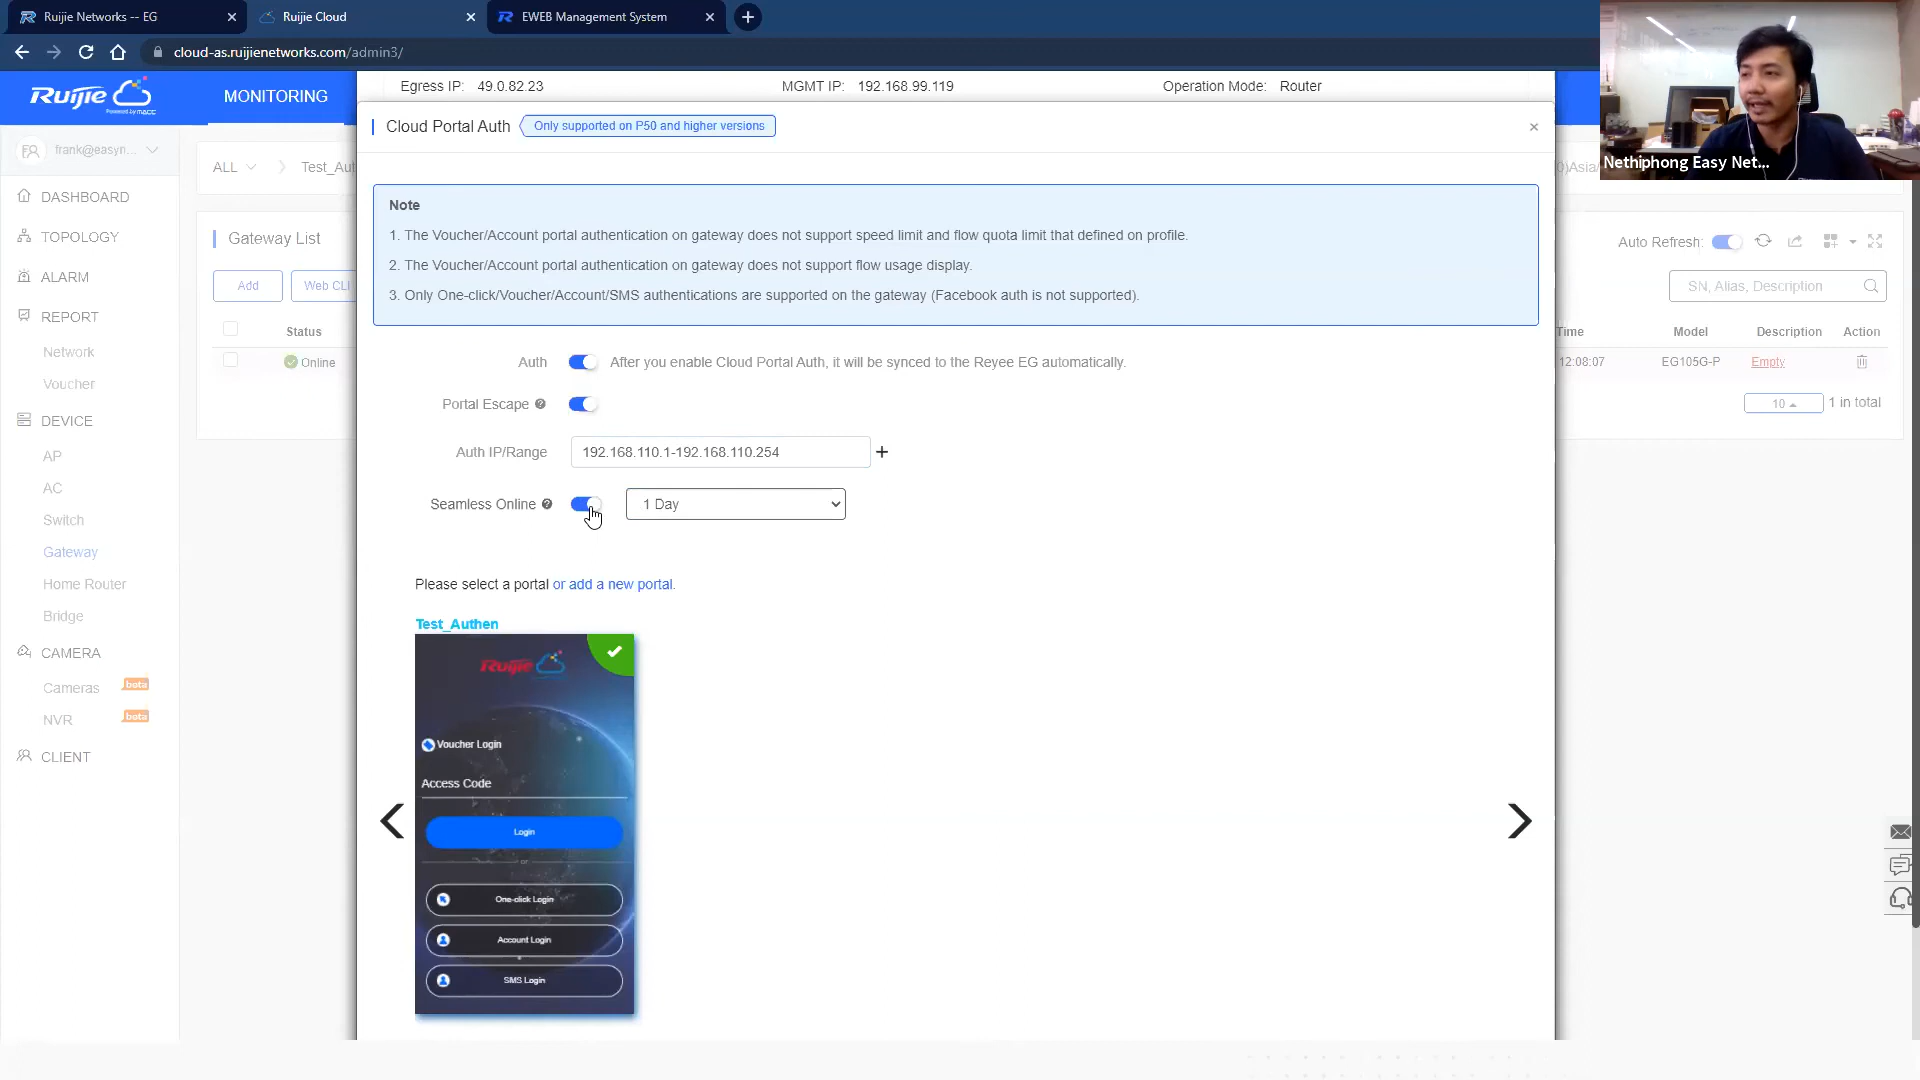 Ruijie Networks -- EG
Ruijie Cloud
EWEB Management System
cloud-as.ruijienetworks.com/admin3/
Ruijie
Powered by MACC
MONITORING
Egress IP: 49.0.82.23
MGMT IP: 192.168.99.119
Operation Mode: Router
Nethiphong Easy Net...
FR
frank@easyn...
ALL
Test_Aut
Cloud Portal Auth
Only supported on P50 and higher versions
DASHBOARD
TOPOLOGY
ALARM
REPORT
Network
Voucher
DEVICE
AP
AC
Switch
Gateway
Home Router
Bridge
CAMERA
Cameras
beta
NVR
beta
CLIENT
Gateway List
Add
Web CLI
Status
Online
Note
1. The Voucher/Account portal authentication on gateway does not support speed limit and flow quota limit that defined on profile.
2. The Voucher/Account portal authentication on gateway does not support flow usage display.
3. Only One-click/Voucher/Account/SMS authentications are supported on the gateway (Facebook auth is not supported).
Auth
After you enable Cloud Portal Auth, it will be synced to the Reyee EG automatically.
Portal Escape
Auth IP/Range
192.168.110.1-192.168.110.254
Seamless Online
1 Day
Please select a portal or add a new portal.
Test_Authen
Ruijie
Voucher Login
Access Code
Login
or
One-click Login
Account Login
SMS Login
)Asia/
Auto Refresh:
SN, Alias, Description
Time
Model
Description
Action
12:08:07
EG105G-P
Empty
10
1 in total